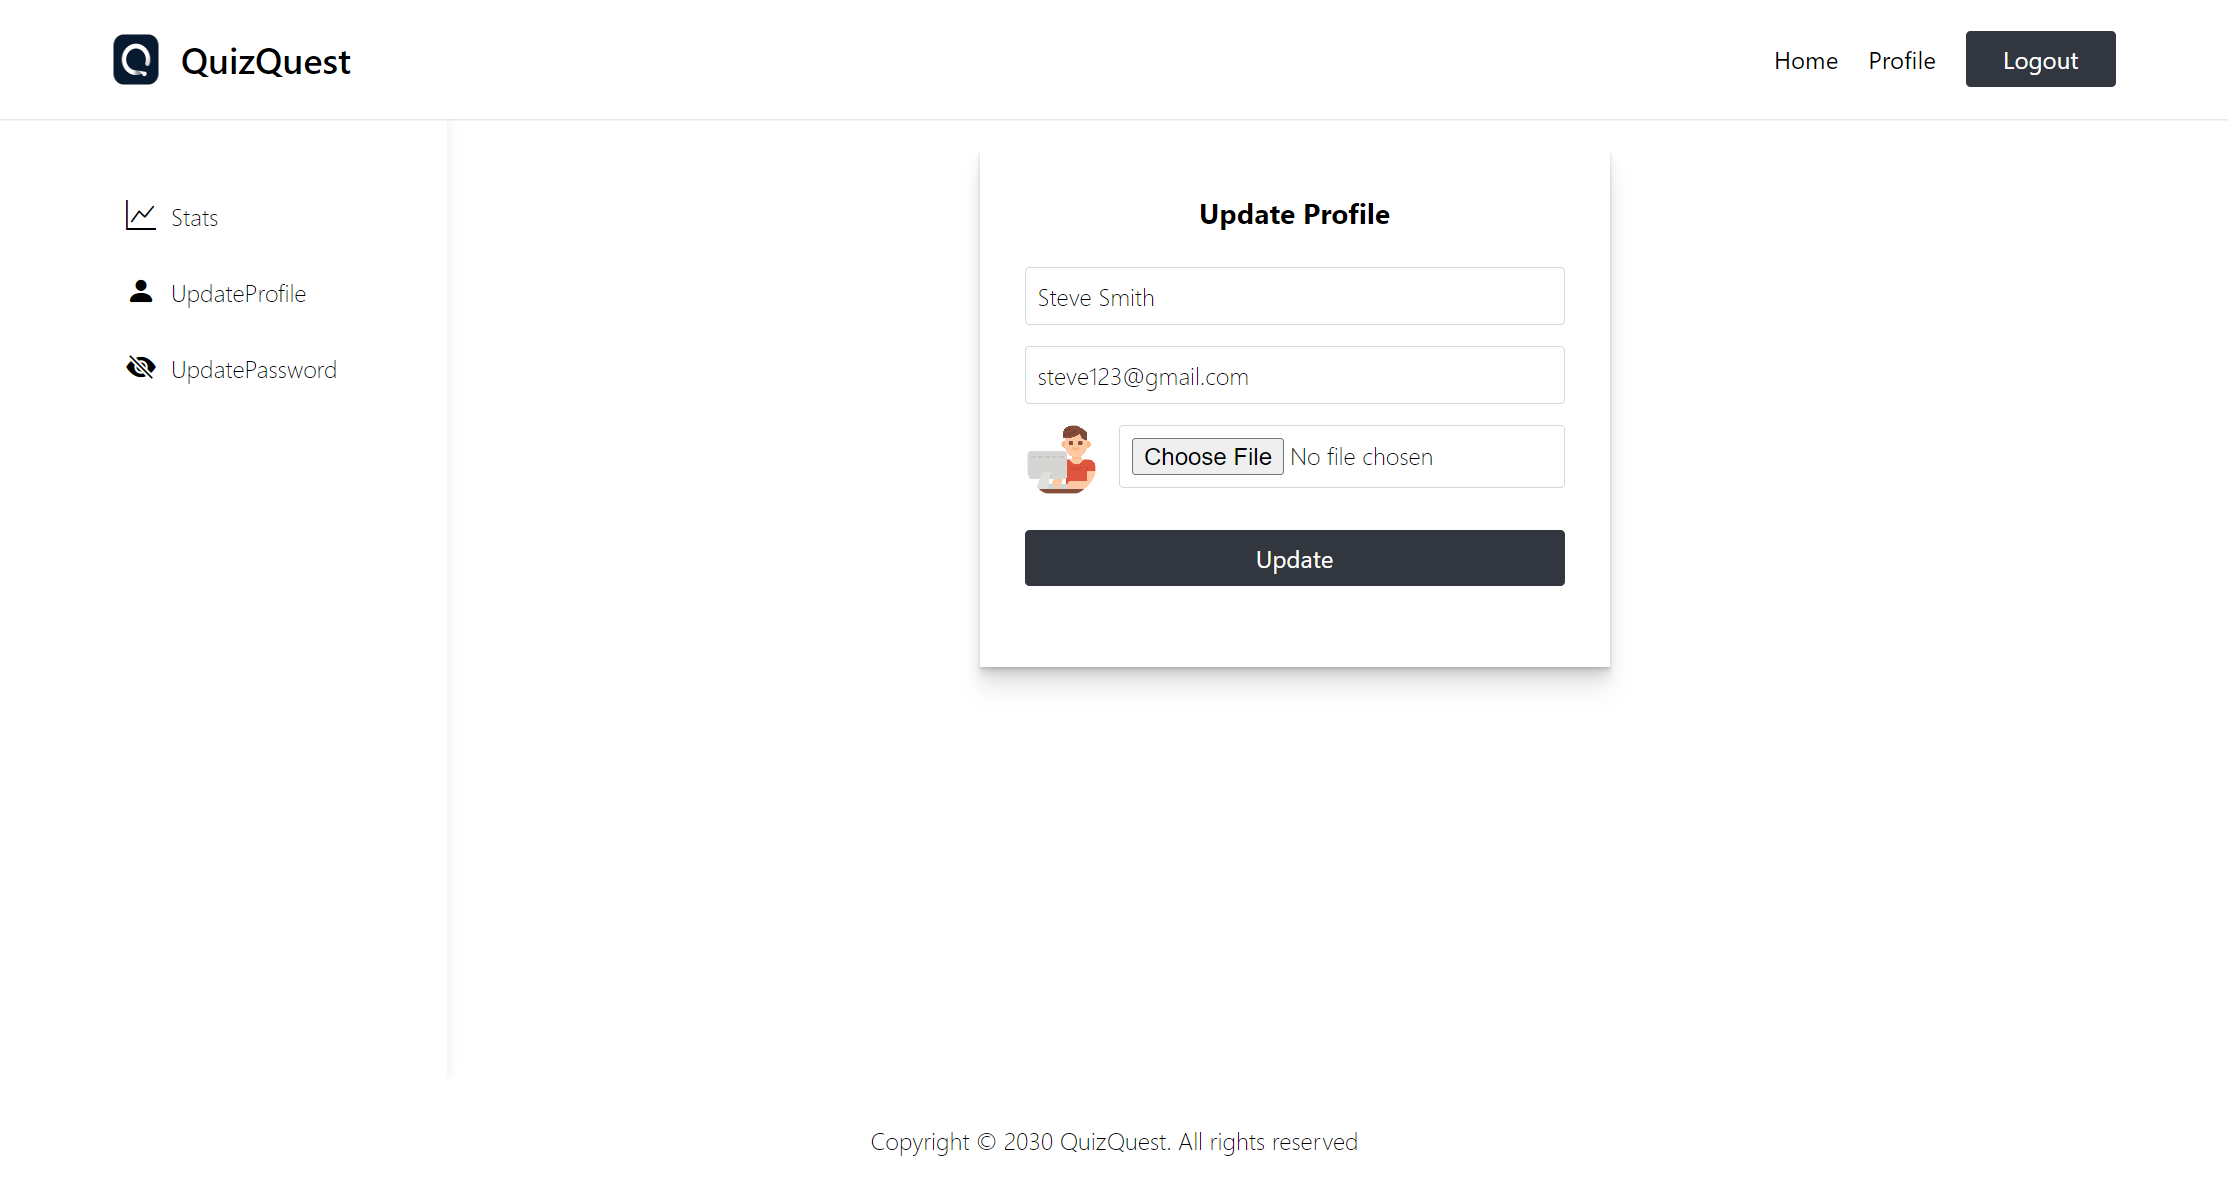 QuizQuest
Home Profile Logout
Stats
UpdateProfile
UpdatePassword
Update Profile
Steve Smith
steve123@gmail.com
Choose File No file chosen
Update
Copyright © 2030 QuizQuest. All rights reserved